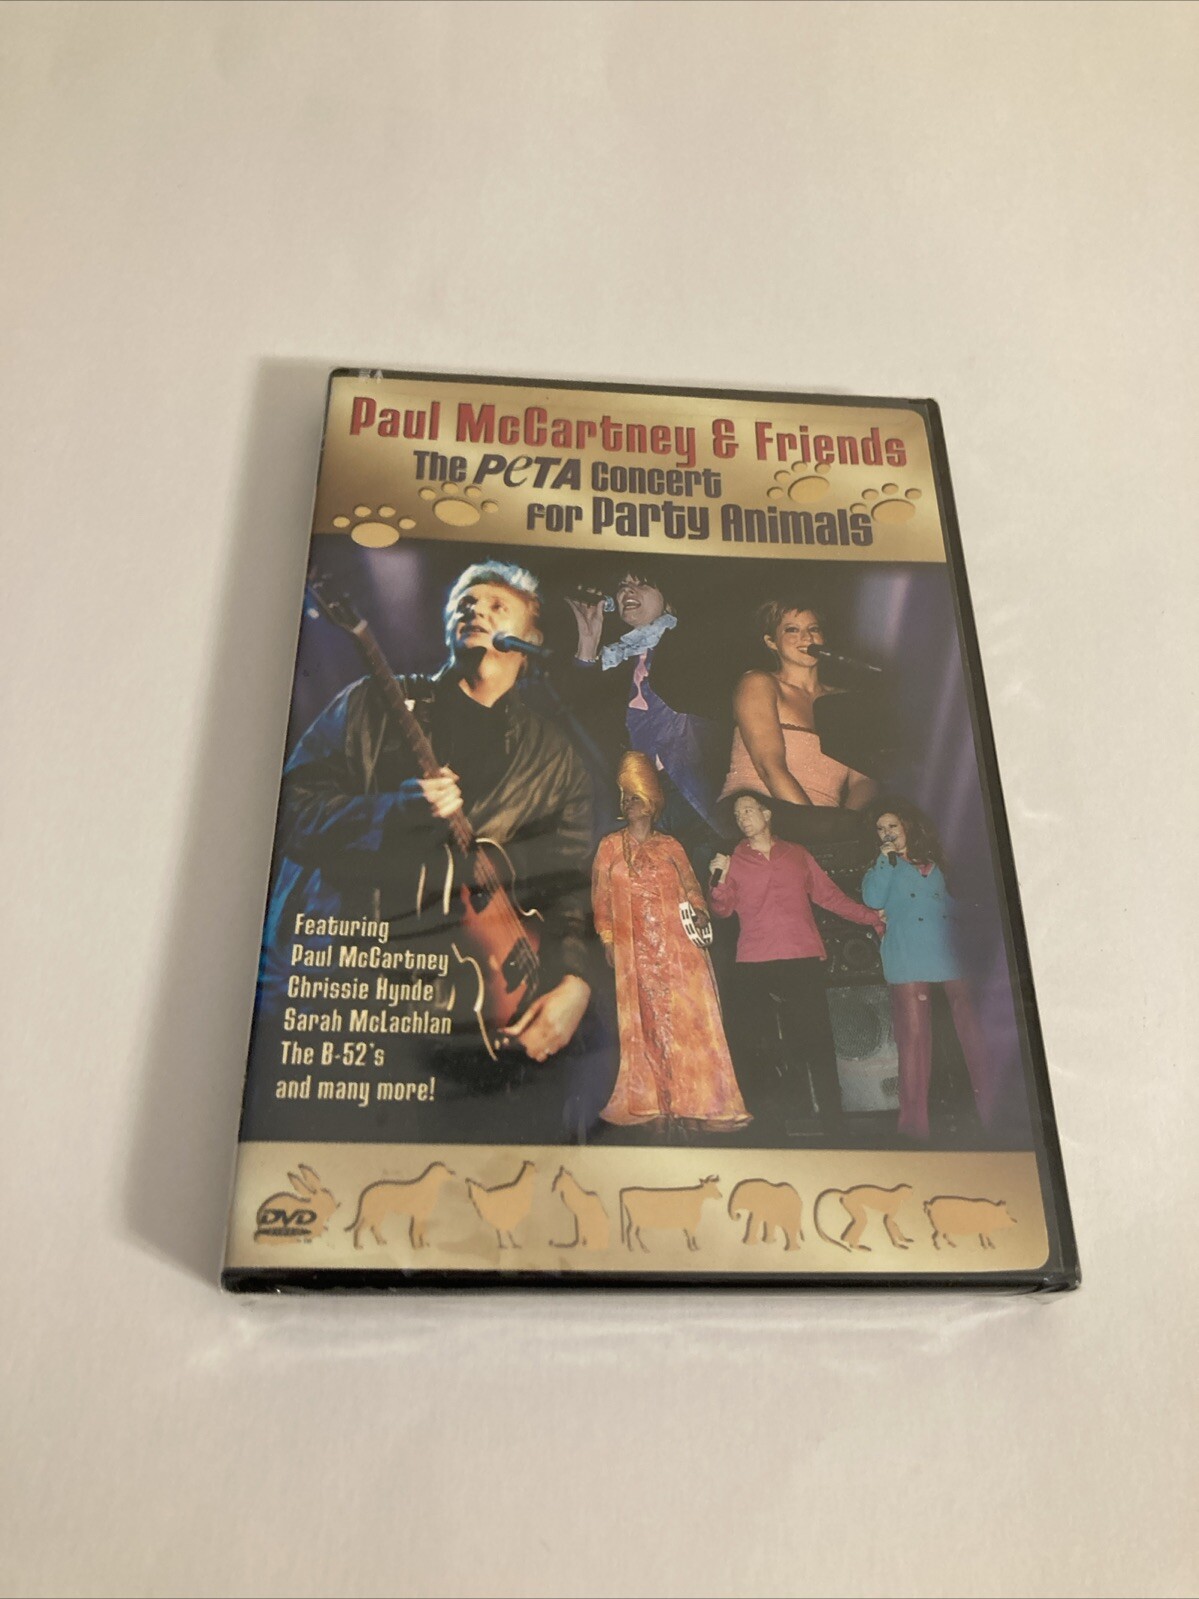 Paul McCartney & Friends
The PeTA Concert
for Party Animals
Featuring
Paul McCartney
Chrissie Hynde
Sarah McLachlan
The B-52's
and many more!
DVD
VIDEO